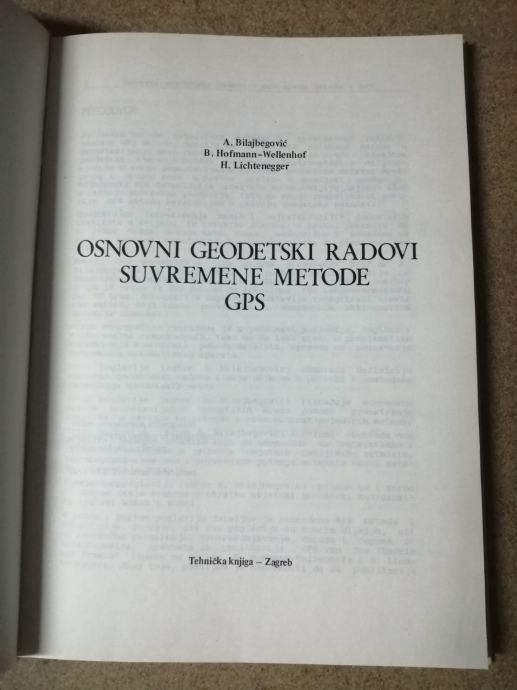 A. Bilajbegović
B. Hofmann-Wellenhof
H. Lichtenegger
OSNOVNI GEODETSKI RADOVI
SUVREMENE METODE
GPS
Tehnička knjiga – Zagreb